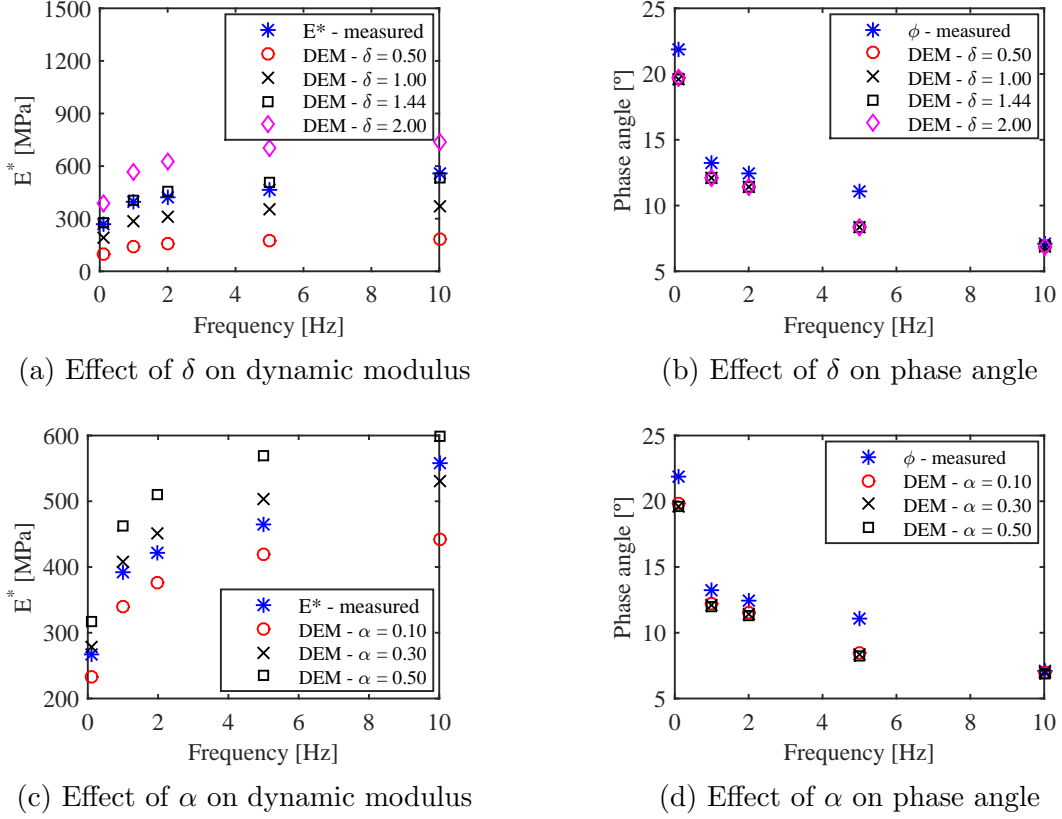 1500
1200
900
600
300
0
E* [MPa]
0 2 4 6 8 10
Frequency [Hz]
E* - measured
DEM - δ = 0.50
DEM - δ = 1.00
DEM - δ = 1.44
DEM - δ = 2.00
(a) Effect of δ on dynamic modulus
25
20
15
10
5
Phase angle [º]
0 2 4 6 8 10
Frequency [Hz]
ϕ - measured
DEM - δ = 0.50
DEM - δ = 1.00
DEM - δ = 1.44
DEM - δ = 2.00
(b) Effect of δ on phase angle
600
500
400
300
200
E* [MPa]
0 2 4 6 8 10
Frequency [Hz]
E* - measured
DEM - α = 0.10
DEM - α = 0.30
DEM - α = 0.50
(c) Effect of α on dynamic modulus
25
20
15
10
5
Phase angle [º]
0 2 4 6 8 10
Frequency [Hz]
ϕ - measured
DEM - α = 0.10
DEM - α = 0.30
DEM - α = 0.50
(d) Effect of α on phase angle